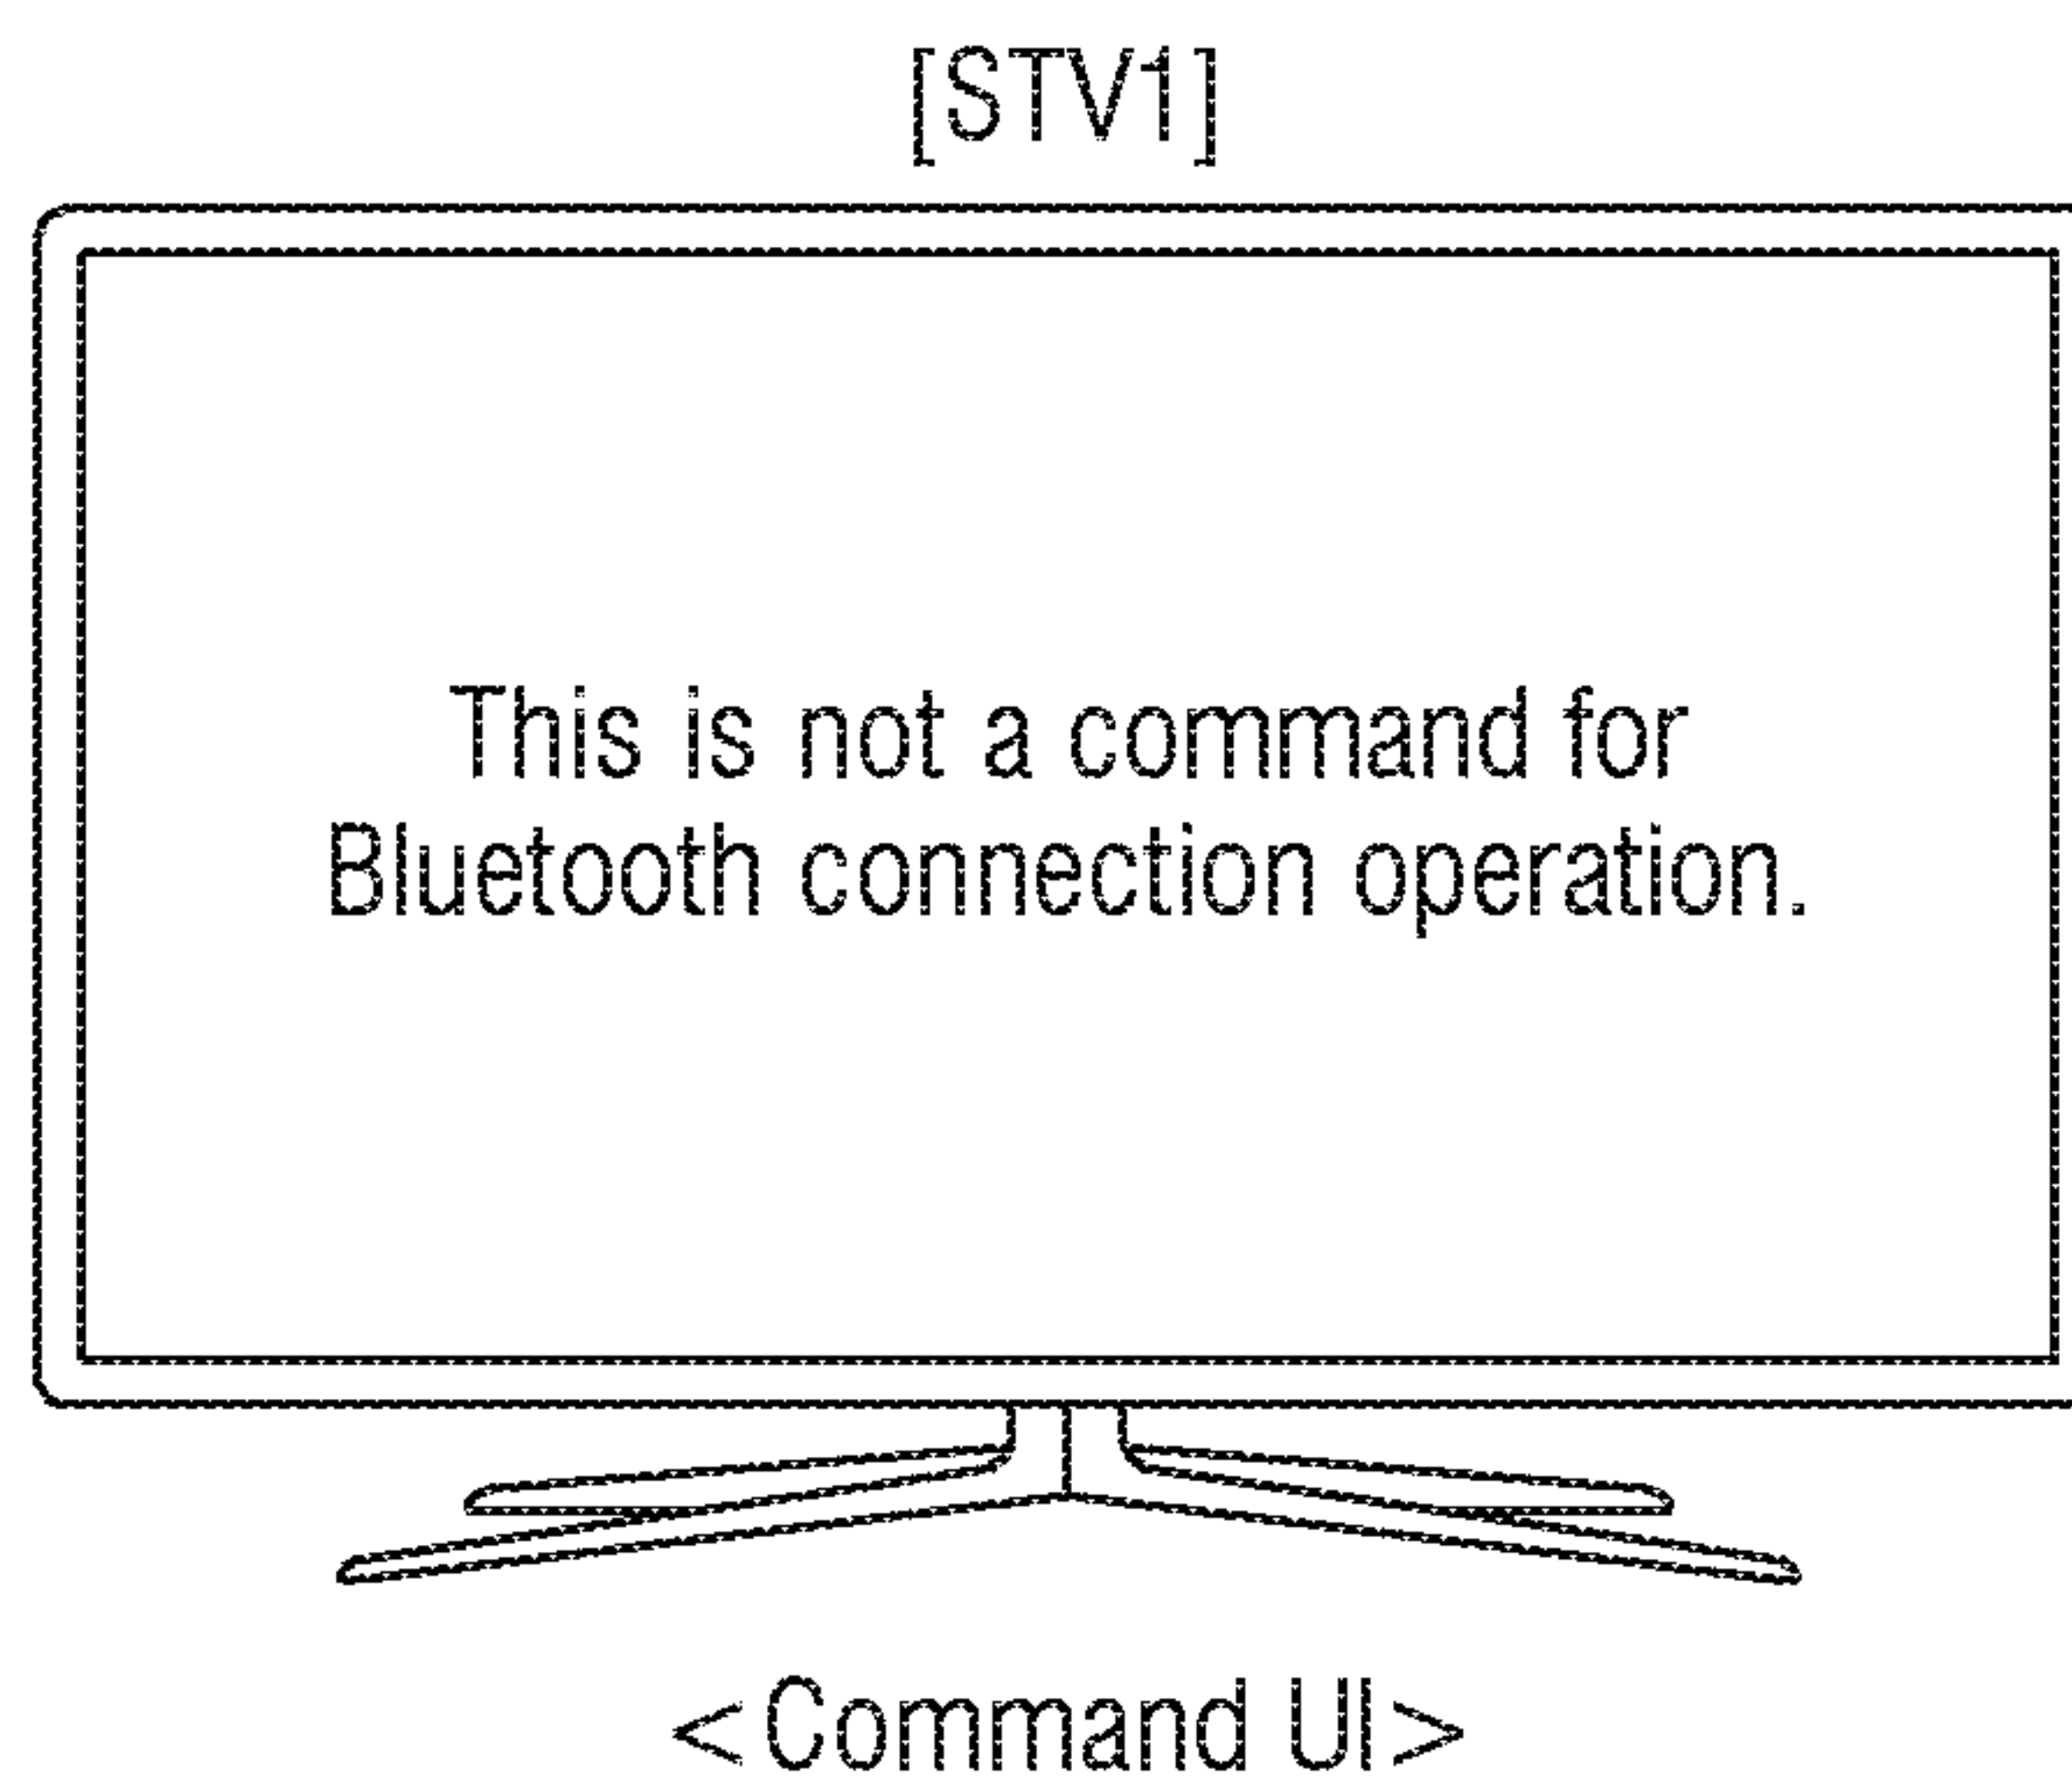 [STV1]
This is not a command for
Bluetooth connection operation.
<Command UI>